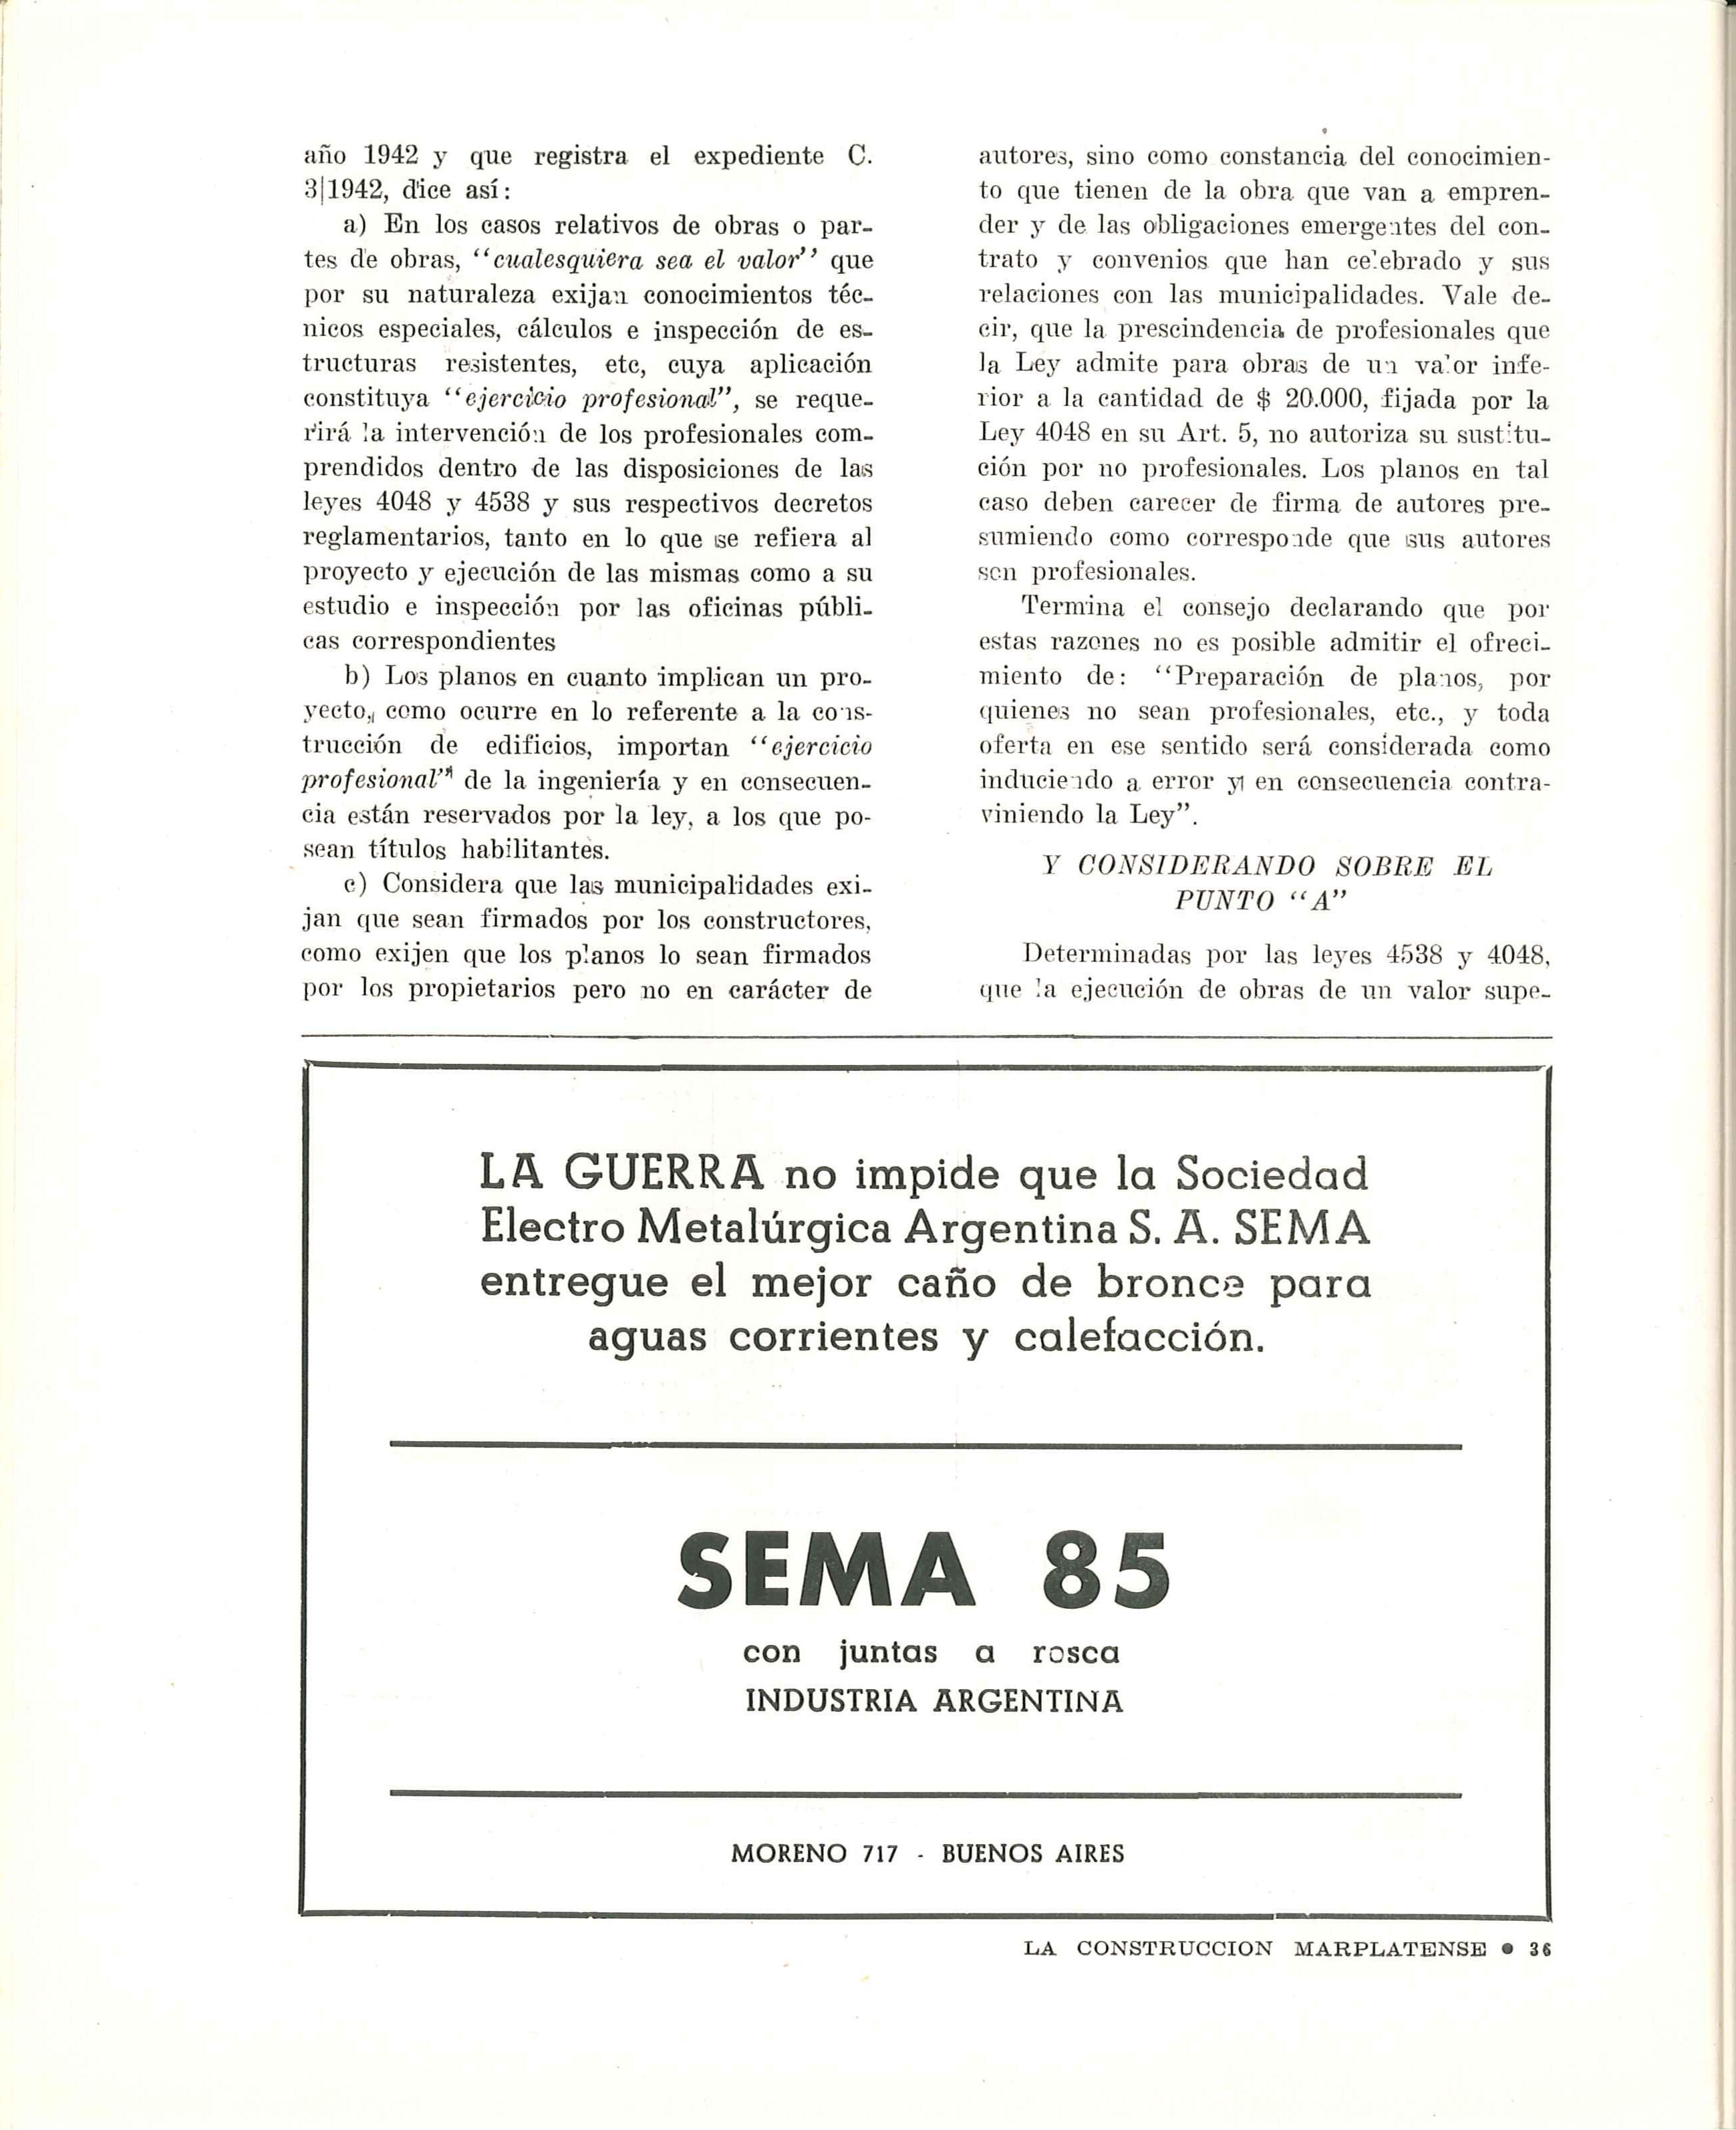 año 1942 y que registra el expediente C.
3|1942, dice así:
a) En los casos relativos de obras o par-
tes de obras, "cualesquiera sea el valor" que
por su naturaleza exijan conocimientos téc-
nicos especiales, cálculos e inspección de es-
tructuras resistentes, etc, cuya aplicación
constituya "ejercicio profesional", se reque-
rirá la intervención de los profesionales com-
prendidos dentro de las disposiciones de las
leyes 4048 y 4538 y sus respectivos decretos
reglamentarios, tanto en lo que se refiera al
proyecto y ejecución de las mismas como a su
estudio e inspección por las oficinas públi-
cas correspondientes
b) Los planos en cuanto implican un pro-
yecto, como ocurre en lo referente a la cons-
trucción de edificios, importan "ejercicio
profesional" de la ingeniería y en consecuen-
cia están reservados por la ley, a los que po-
sean títulos habilitantes.
c) Considera que las municipalidades exi-
jan que sean firmados por los constructores,
como exijen que los planos lo sean firmados
por los propietarios pero no en carácter de
autores, sino como constancia del conocimien-
to que tienen de la obra que van a empren-
der y de las obligaciones emergentes del con-
trato y convenios que han celebrado y sus
relaciones con las municipalidades. Vale de-
cir, que la prescindencia de profesionales que
la Ley admite para obras de un valor infe-
rior a la cantidad de $ 20.000, fijada por la
Ley 4048 en su Art. 5, no autoriza su sustitu-
ción por no profesionales. Los planos en tal
caso deben carecer de firma de autores pre-
sumiendo como corresponde que sus autores
son profesionales.
Termina el consejo declarando que por
estas razones no es posible admitir el ofreci-
miento de: "Preparación de planos, por
quienes no sean profesionales, etc., y toda
oferta en ese sentido será considerada como
induciendo a error y en consecuencia contra-
viniendo la Ley".
Y CONSIDERANDO SOBRE EL
PUNTO "A"
Determinadas por las leyes 4538 y 4048,
que la ejecución de obras de un valor supe-
LA GUERRA no impide que la Sociedad
Electro Metalúrgica Argentina S. A. SEMA
entregue el mejor caño de bronce para
aguas corrientes y calefacción.
SEMA 85
con juntas a rosca
INDUSTRIA ARGENTINA
MORENO 717 - BUENOS AIRES
LA CONSTRUCCION MARPLATENSE • 36